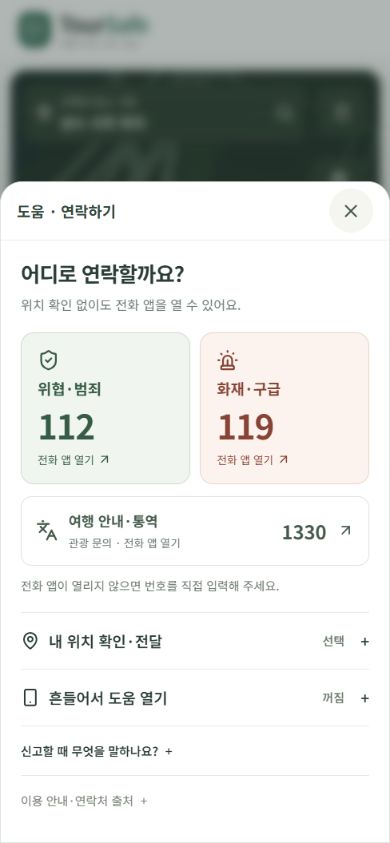 TourSafe
도움 · 연락하기
어디로 연락할까요?
위치 확인 없이도 전화 앱을 열 수 있어요.
위협·범죄
112
전화 앱 열기 ↗
화재·구급
119
전화 앱 열기 ↗
여행 안내·통역
관광 문의 · 전화 앱 열기
1330 ↗
전화 앱이 열리지 않으면 번호를 직접 입력해 주세요.
내 위치 확인·전달 선택 +
흔들어서 도움 열기 꺼짐 +
신고할 때 무엇을 말하나요? +
이용 안내·연락처 출처 +